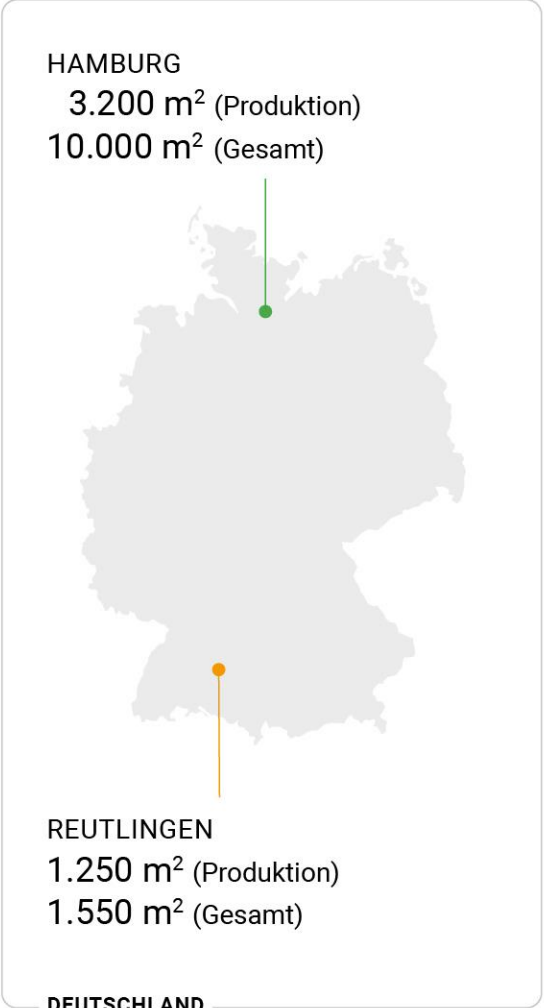 HAMBURG
3.200 m² (Produktion)
10.000 m² (Gesamt)
REUTLINGEN
1.250 m² (Produktion)
1.550 m² (Gesamt)
DEUTSCHLAND